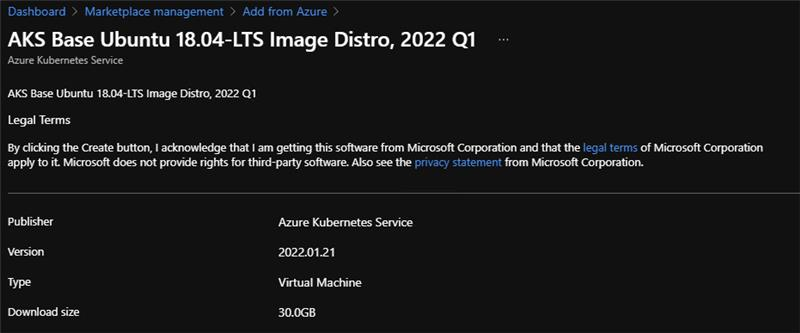 Dashboard > Marketplace management > Add from Azure >
AKS Base Ubuntu 18.04-LTS Image Distro, 2022 Q1 ...
Azure Kubernetes Service
AKS Base Ubuntu 18.04-LTS Image Distro, 2022 Q1
Legal Terms
By clicking the Create button, I acknowledge that I am getting this software from Microsoft Corporation and that the legal terms of Microsoft Corporation
apply to it. Microsoft does not provide rights for third-party software. Also see the privacy statement from Microsoft Corporation.
Publisher Azure Kubernetes Service
Version 2022.01.21
Type Virtual Machine
Download size 30.0GB